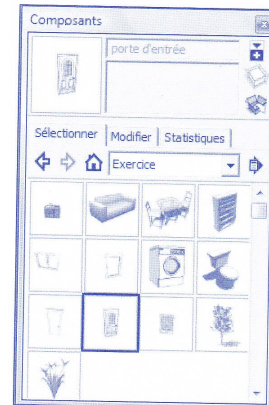 Composants
porte d'entrée
Sélectionner Modifier Statistiques
Exercice